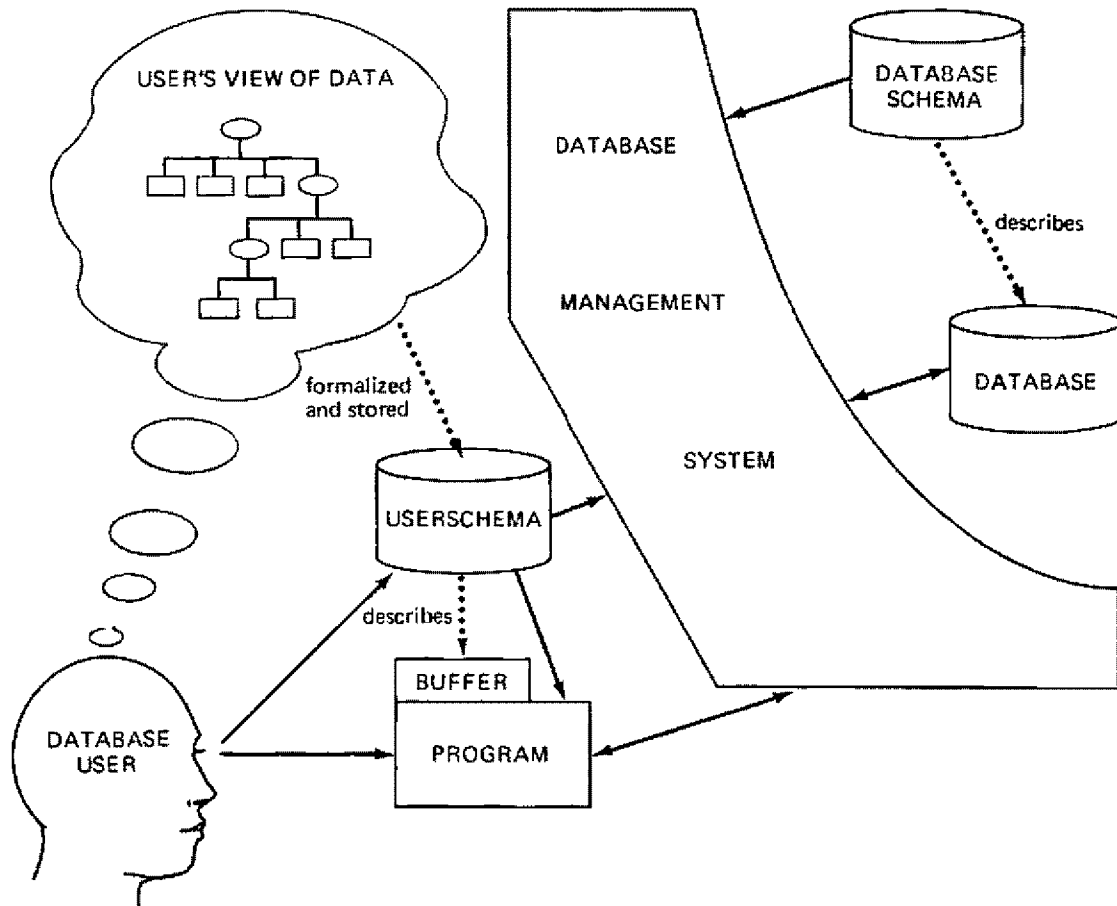 USER'S VIEW OF DATA
DATABASE
SCHEMA
DATABASE
describes
MANAGEMENT
DATABASE
formalized
and stored
SYSTEM
USERSCHEMA
describes
BUFFER
DATABASE
USER
PROGRAM